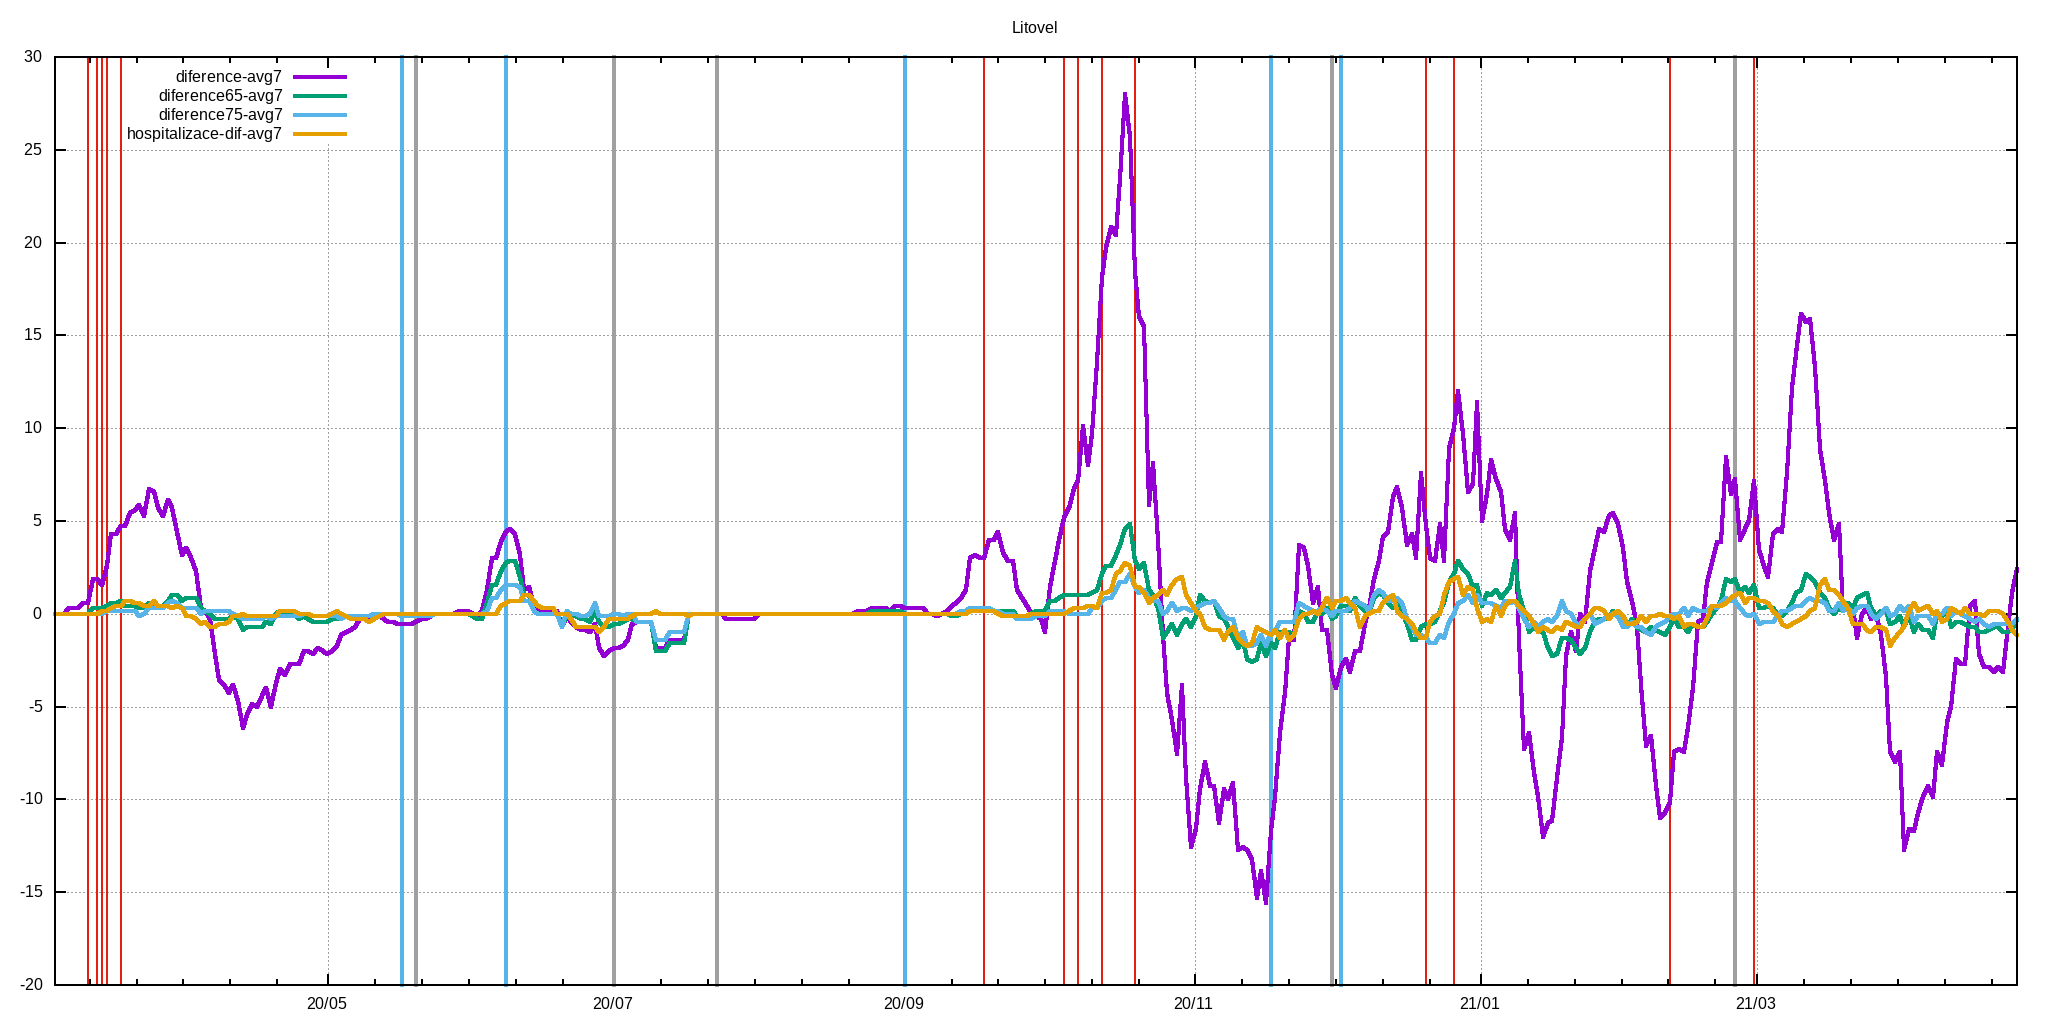 Litovel
diference-avg7
diference65-avg7
diference75-avg7
hospitalizace-dif-avg7
30
25
20
15
10
5
0
-5
-10
-15
-20
20/05 20/07 20/09 20/11 21/01 21/03